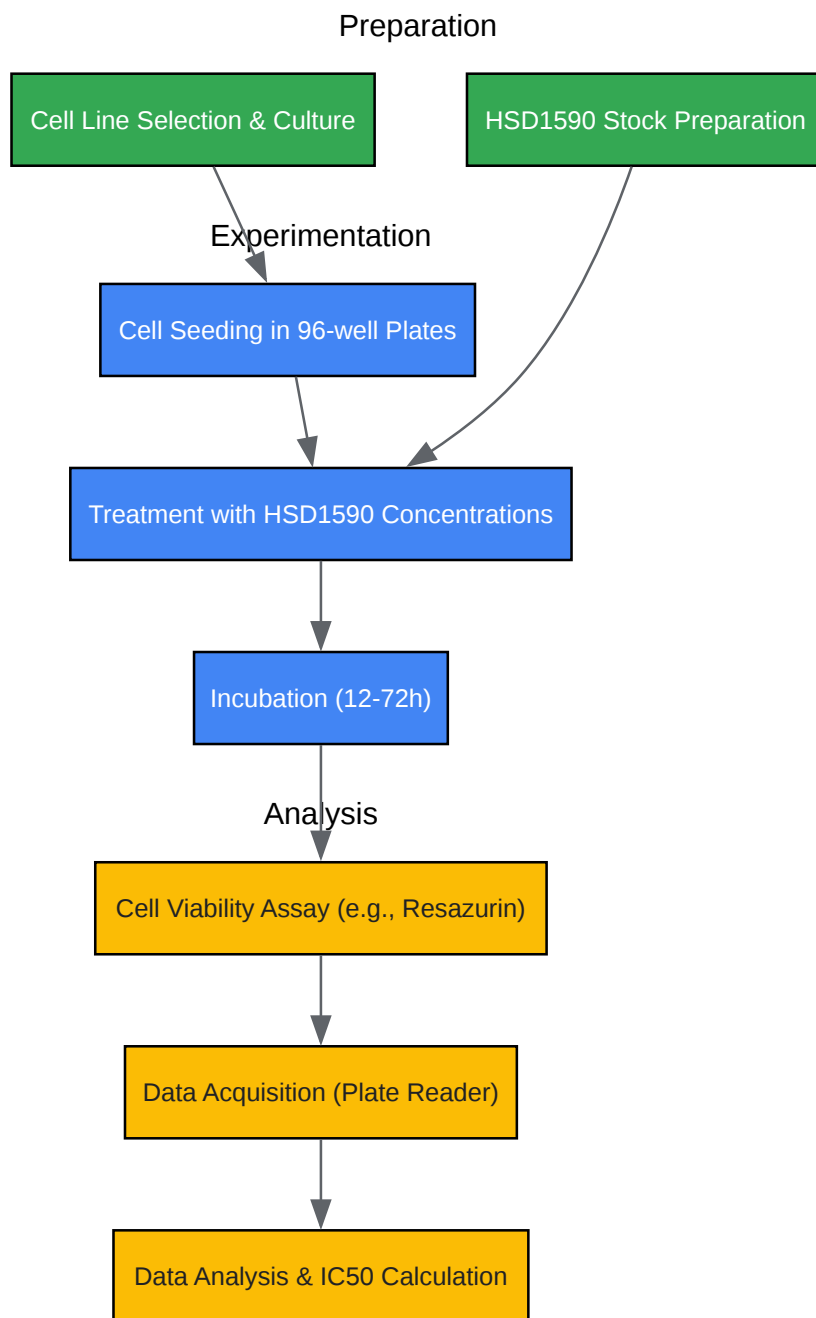 Preparation
Cell Line Selection & Culture
HSD1590 Stock Preparation
Experimentation
Cell Seeding in 96-well Plates
Treatment with HSD1590 Concentrations
Incubation (12-72h)
Analysis
Cell Viability Assay (e.g., Resazurin)
Data Acquisition (Plate Reader)
Data Analysis & IC50 Calculation